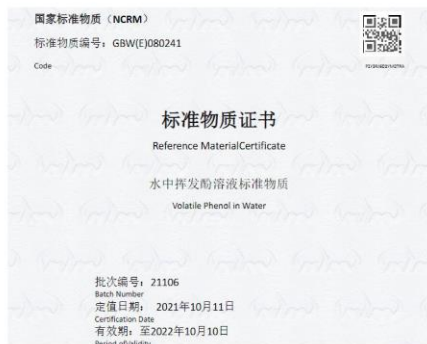 国家标准物质（NCRM）
标准物质编号：GBW(E)080241
Code
标准物质证书
Reference MaterialCertificate
水中挥发酚溶液标准物质
Volatile Phenol in Water
批次编号：21106
Batch Number
定值日期： 2021年10月11日
Certification Date
有效期：至2022年10月10日
Period ofValidity